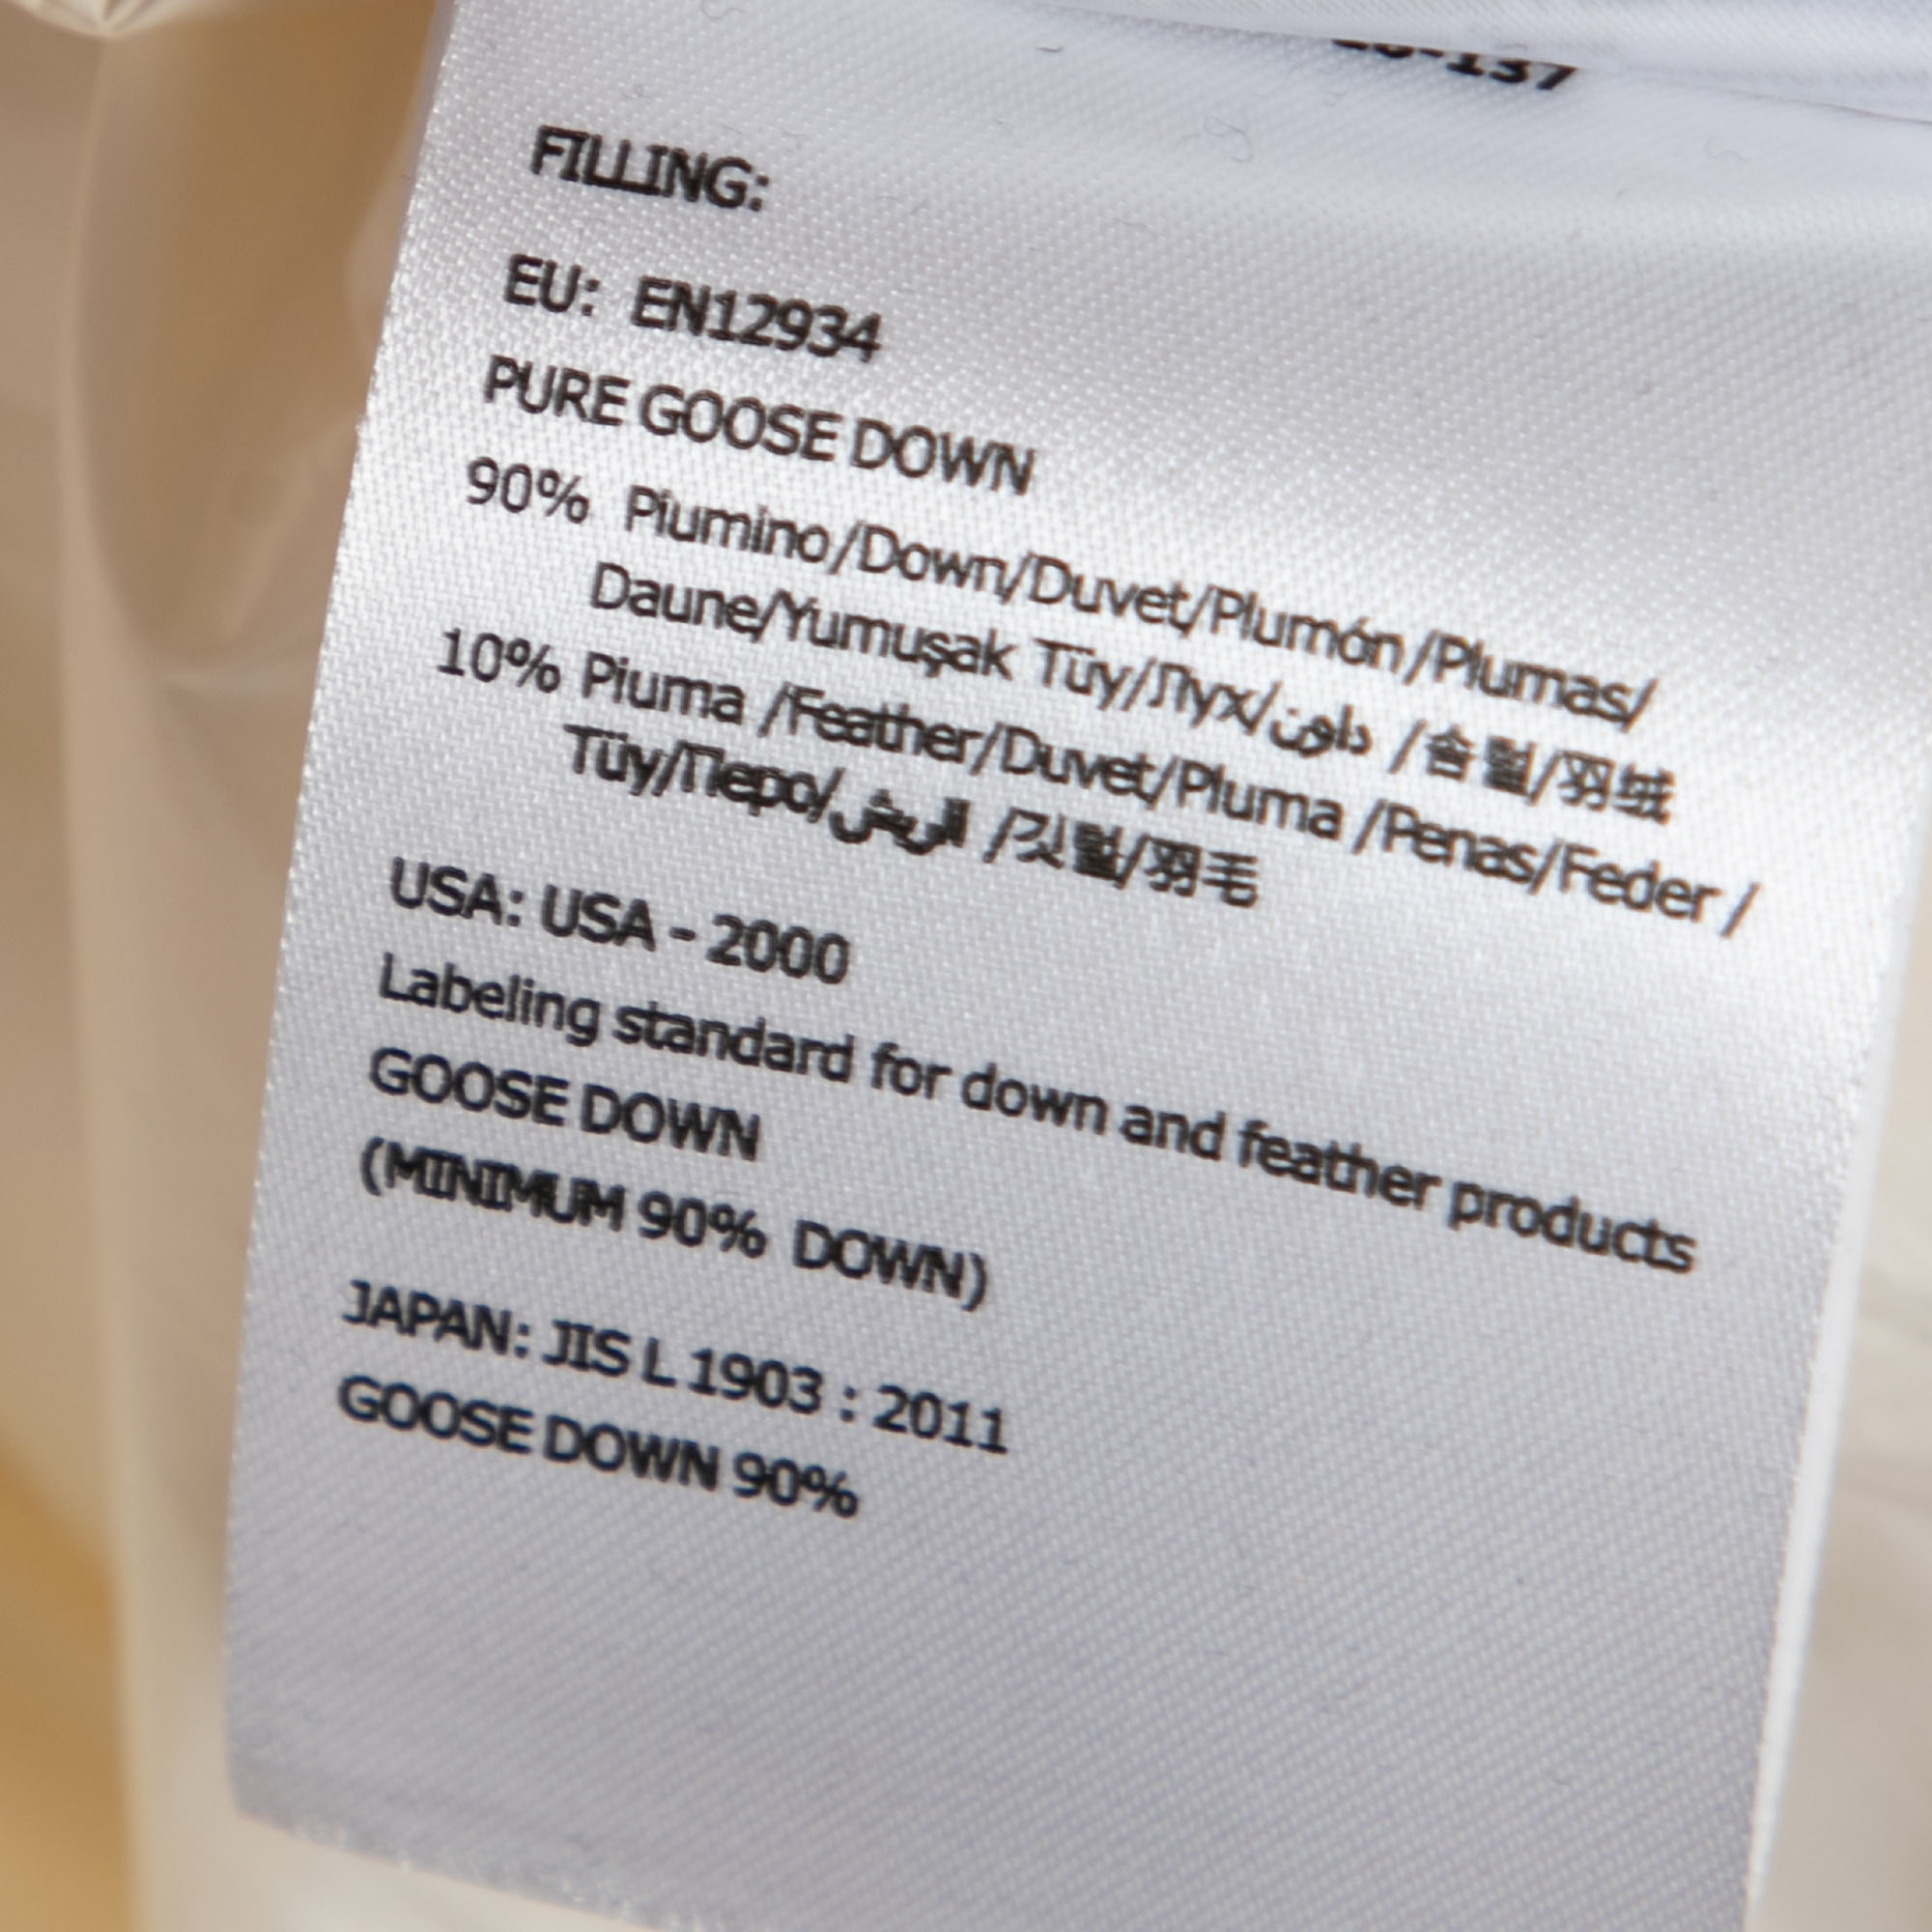 -137
FILLING:
EU: EN12934
PURE GOOSE DOWN
90% Piumino/Down/Duvet/Plumón/Plumas/
Daune/Yumuşak Tüy/Пух/داون /솜털/羽绒
10% Piuma /Feather/Duvet/Pluma /Penas/Feder /
Tüy/Перо/الريش /깃털/羽毛
USA: USA - 2000
Labeling standard for down and feather products
GOOSE DOWN
(MINIMUM 90% DOWN)
JAPAN: JIS L 1903 : 2011
GOOSE DOWN 90%